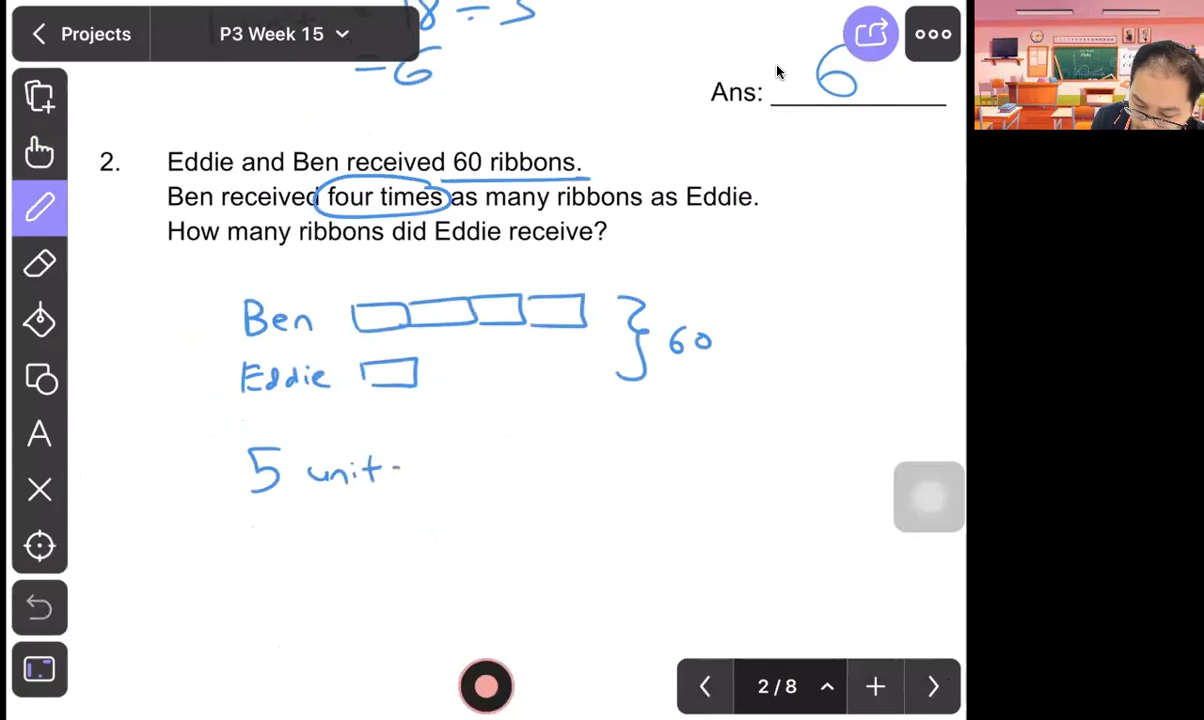 Projects
P3 Week 15
8 ÷ 3
= 6
Ans: 6
2. Eddie and Ben received 60 ribbons.
Ben received four times as many ribbons as Eddie.
How many ribbons did Eddie receive?
Ben
Eddie
60
5 unit
A
2 / 8